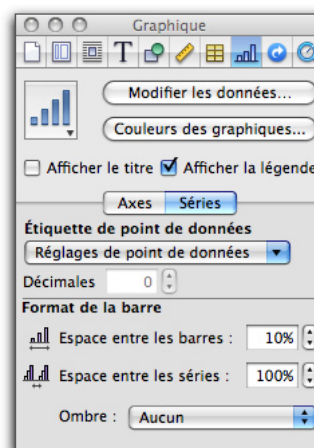 Graphique
T
Modifier les données...
Couleurs des graphiques...
Afficher le titre Afficher la légende
Axes Séries
Étiquette de point de données
Réglages de point de données
Décimales 0
Format de la barre
Espace entre les barres : 10%
Espace entre les séries : 100%
Ombre : Aucun